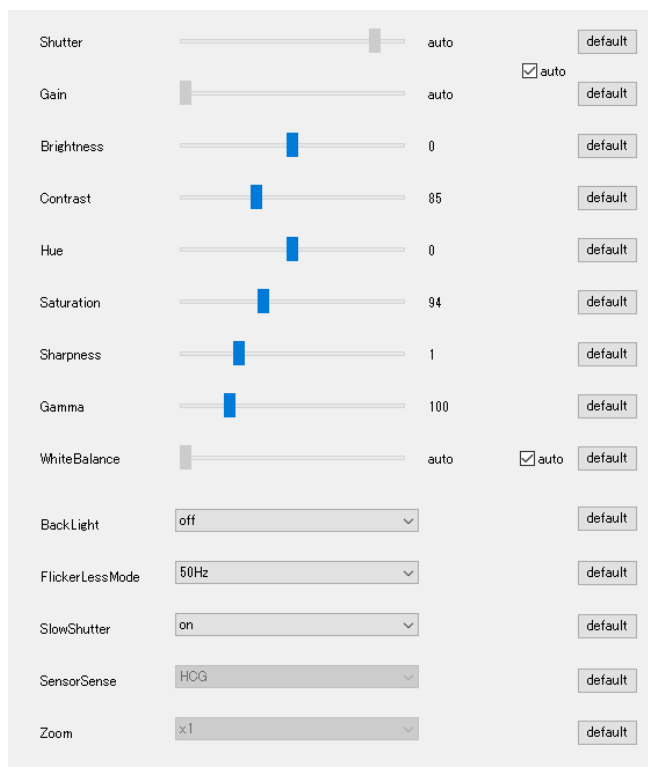 Shutter auto default
auto
Gain auto default
Brightness 0 default
Contrast 85 default
Hue 0 default
Saturation 94 default
Sharpness 1 default
Gamma 100 default
WhiteBalance auto auto default
BackLight off default
FlickerLessMode 50Hz default
SlowShutter on default
SensorSense HCG default
Zoom x1 default